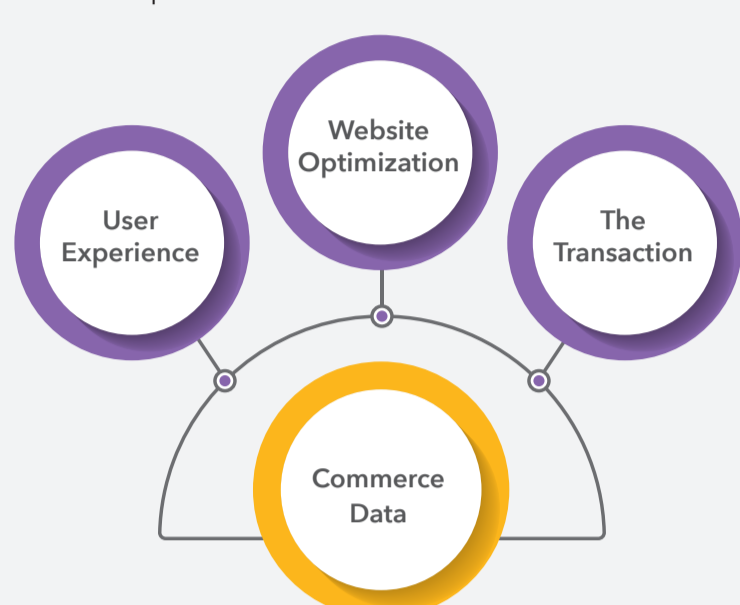 Website
Optimization
User
Experience
The
Transaction
Commerce
Data